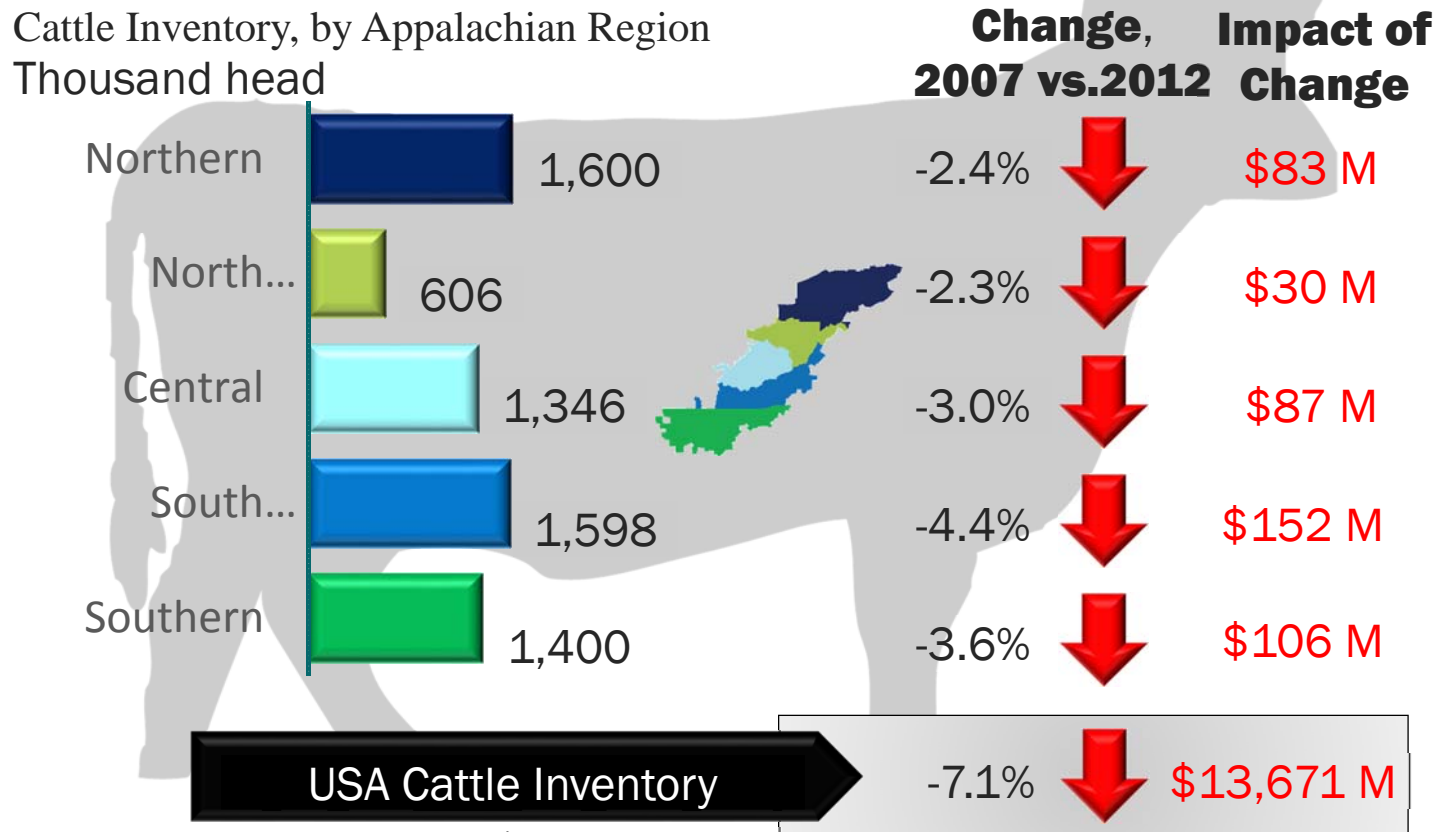 Cattle Inventory, by Appalachian Region
Thousand head
Change,
2007 vs.2012
Impact of
Change
Northern
1,600
-2.4%
$83 M
North...
606
-2.3%
$30 M
Central
1,346
-3.0%
$87 M
South...
1,598
-4.4%
$152 M
Southern
1,400
-3.6%
$106 M
USA Cattle Inventory
-7.1%
$13,671 M